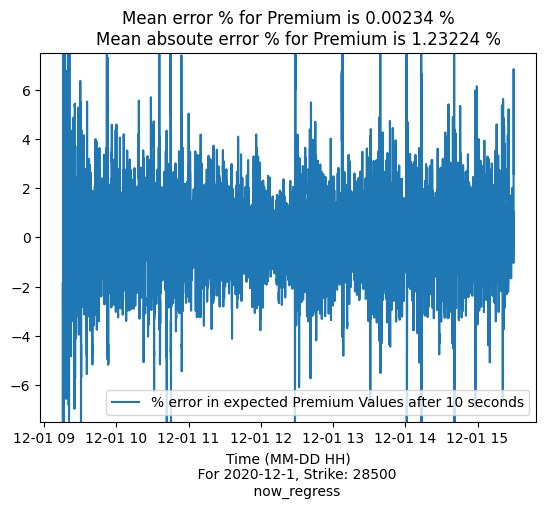 Mean error % for Premium is 0.00234 %
Mean absoute error % for Premium is 1.23224 %
6
4
2
0
−2
−4
−6
% error in expected Premium Values after 10 seconds
12-01 09 12-01 10 12-01 11 12-01 12 12-01 13 12-01 14 12-01 15
Time (MM-DD HH)
For 2020-12-1, Strike: 28500
now_regress